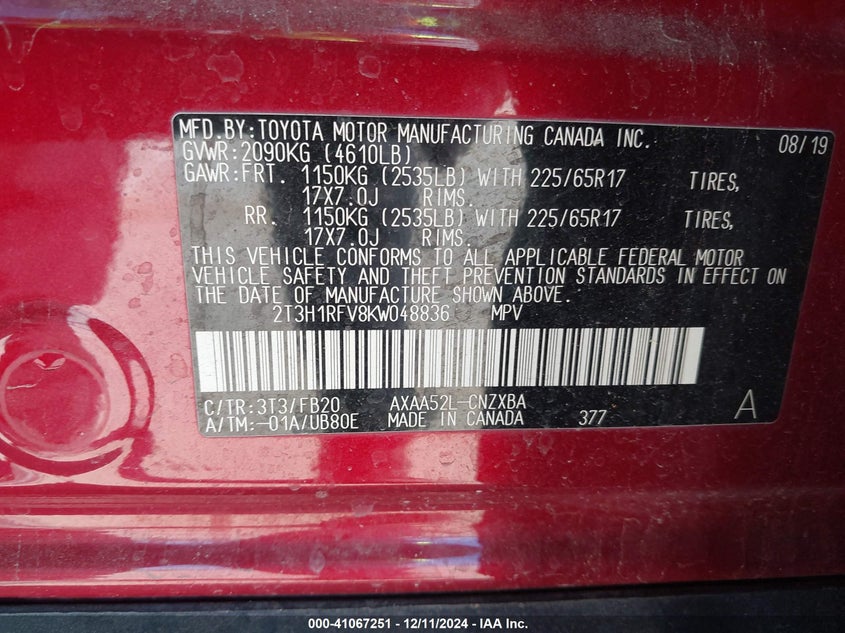 MFD.BY:TOYOTA MOTOR MANUFACTURING CANADA INC. 08/19
GVWR:2090KG (4610LB)
GAWR:FRT. 1150KG (2535LB) WITH 225/65R17 TIRES,
17X7.0J RIMS.
RR. 1150KG (2535LB) WITH 225/65R17 TIRES,
17X7.0J RIMS.
THIS VEHICLE CONFORMS TO ALL APPLICABLE FEDERAL MOTOR
VEHICLE SAFETY AND THEFT PREVENTION STANDARDS IN EFFECT ON
THE DATE OF MANUFACTURE SHOWN ABOVE.
2T3H1RFV8KW048836 MPV
C/TR:3T3/FB20 AXAA52L-CNZXBA
A/TM:-01A/UB80E MADE IN CANADA 377 A
000-41067251 - 12/11/2024 - IAA Inc.